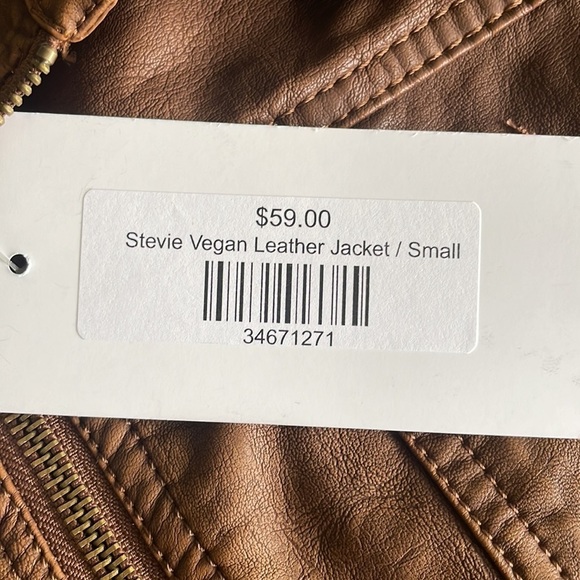 $59.00
Stevie Vegan Leather Jacket / Small
34671271